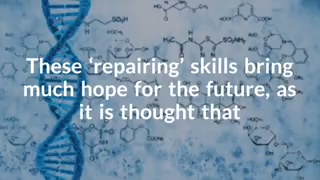 These ‘repairing’ skills bring
much hope for the future, as
it is thought that